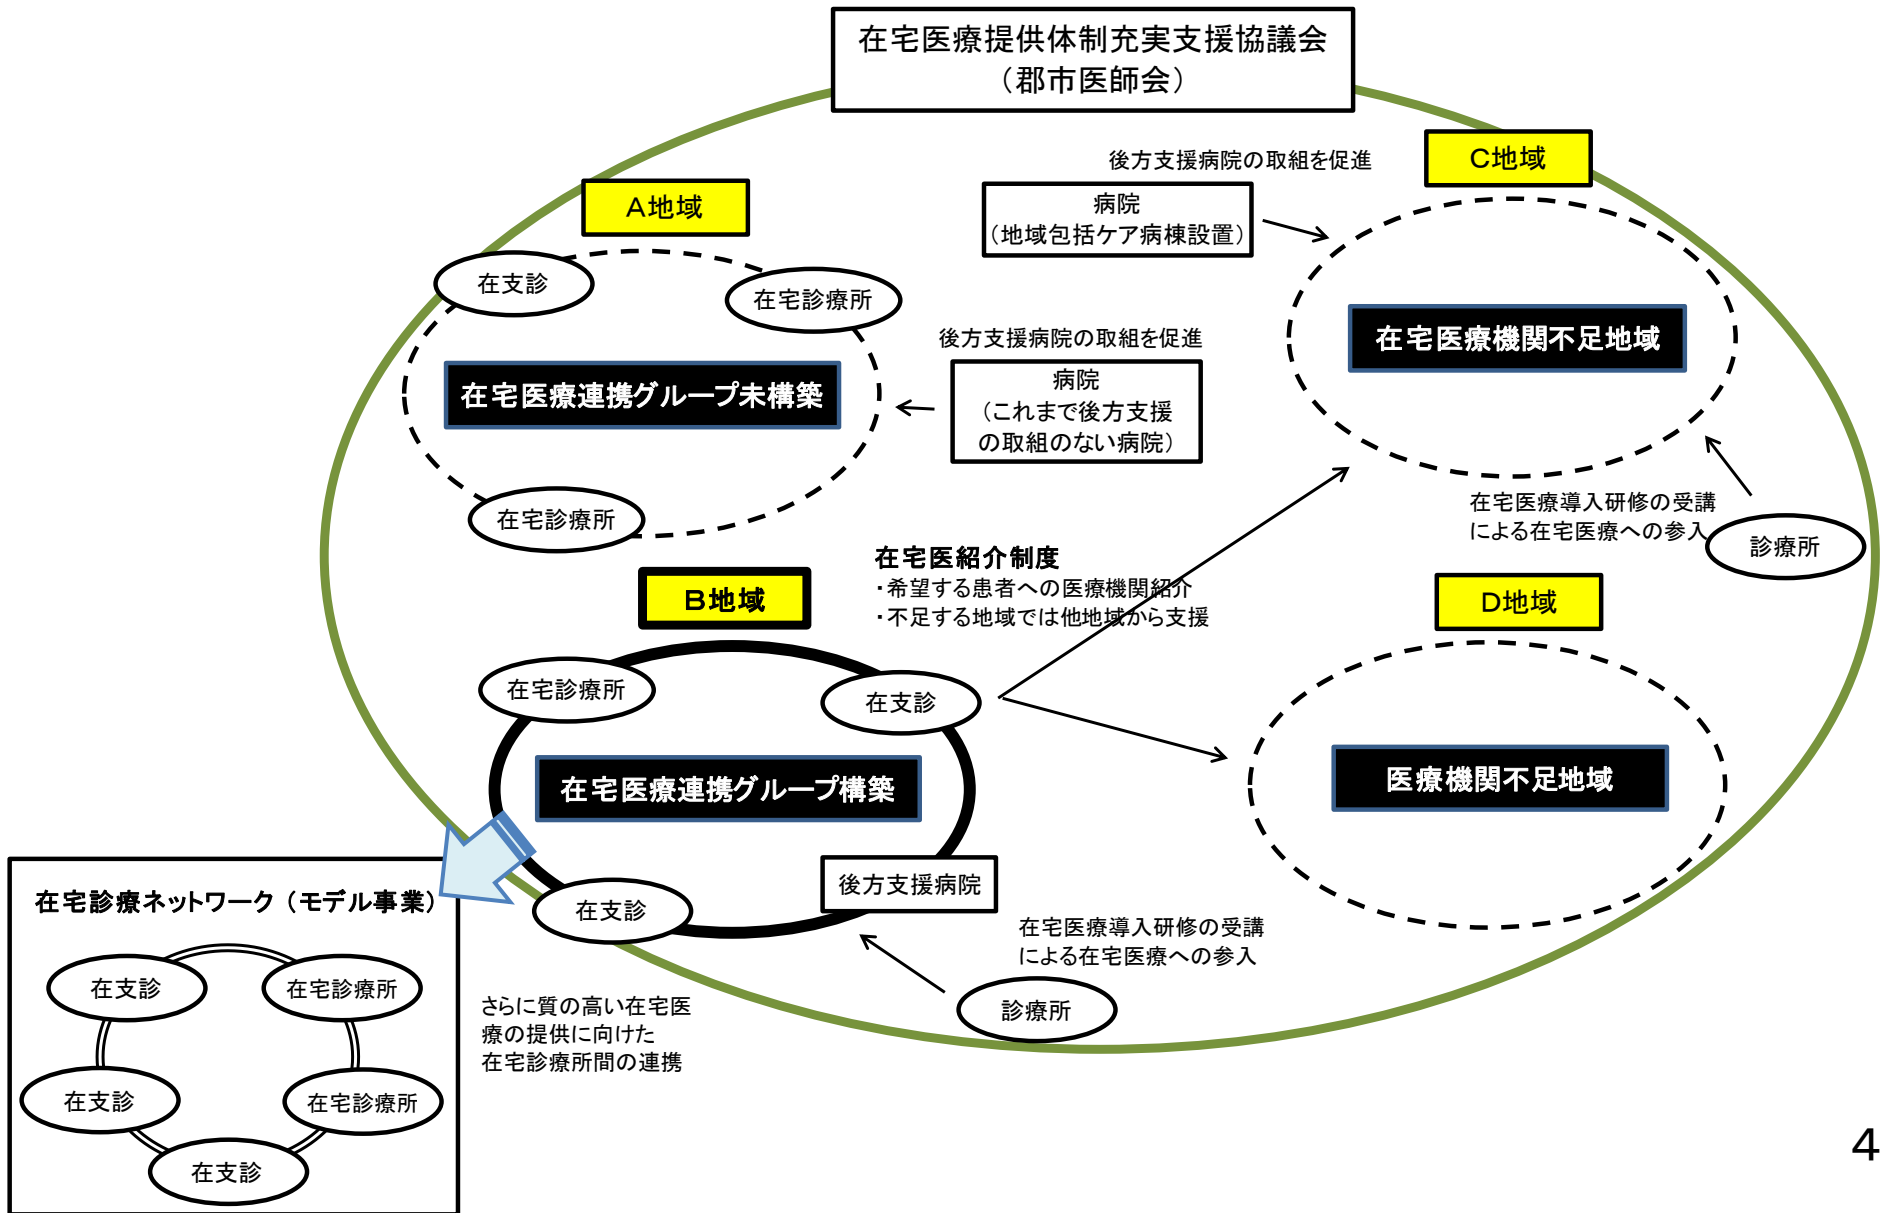 在宅医療提供体制充実支援協議会
（郡市医師会）
C地域
後方支援病院の取組を促進
病院
（地域包括ケア病棟設置）
在宅医療機関不足地域
在宅医療導入研修の受講
による在宅医療への参入
診療所
A地域
在支診
在宅診療所
在宅医療連携グループ未構築
在宅診療所
後方支援病院の取組を促進
病院
（これまで後方支援
の取組のない病院）
在宅医紹介制度
・希望する患者への医療機関紹介
・不足する地域では他地域から支援
B地域
在宅診療所
在支診
在宅医療連携グループ構築
後方支援病院
在支診
在宅医療導入研修の受講
による在宅医療への参入
診療所
D地域
医療機関不足地域
在宅診療ネットワーク（モデル事業）
在支診
在宅診療所
在支診
在宅診療所
在支診
さらに質の高い在宅医
療の提供に向けた
在宅診療所間の連携
4